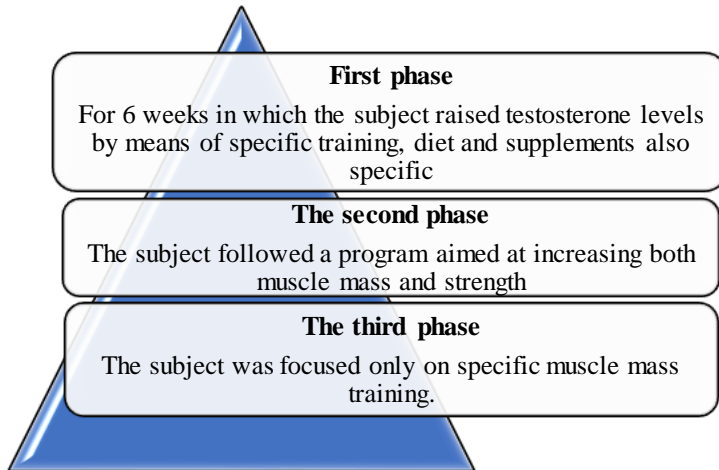 First phase
For 6 weeks in which the subject raised testosterone levels
by means of specific training, diet and supplements also
specific
The second phase
The subject followed a program aimed at increasing both
muscle mass and strength
The third phase
The subject was focused only on specific muscle mass
training.